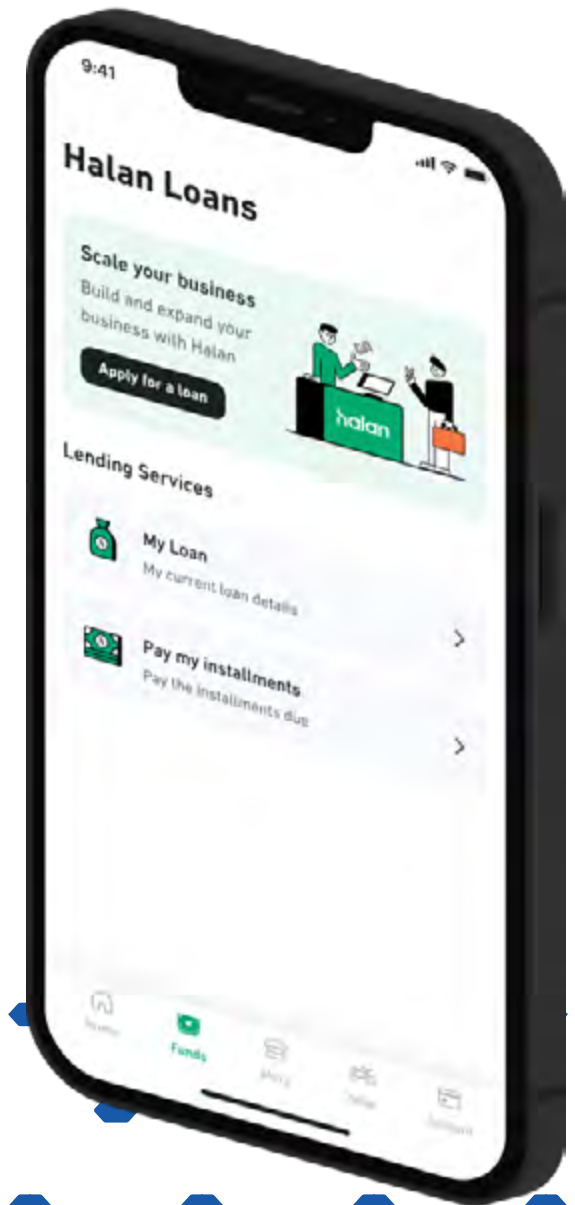 9:41
Halan Loans
Scale your business
Build and expand your
business with Halan
Apply for a loan
halan
Lending Services
My Loan
My current loan details
Pay my installments
Pay the installments due
Home
Funds